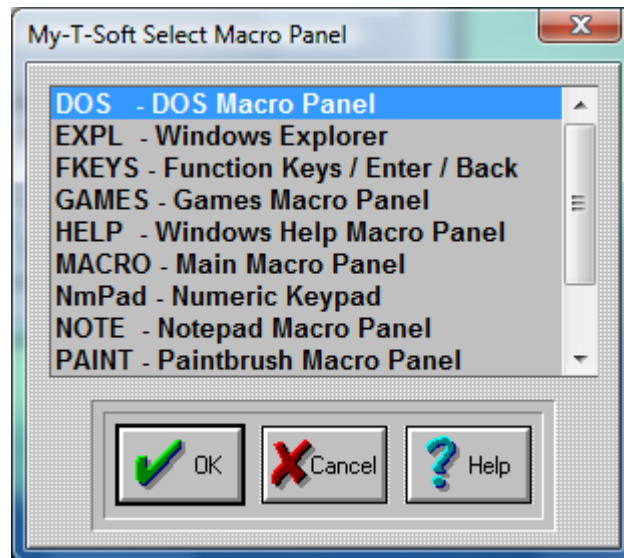 My-T-Soft Select Macro Panel
DOS - DOS Macro Panel
EXPL - Windows Explorer
FKEYS - Function Keys / Enter / Back
GAMES - Games Macro Panel
HELP - Windows Help Macro Panel
MACRO - Main Macro Panel
NmPad - Numeric Keypad
NOTE - Notepad Macro Panel
PAINT - Paintbrush Macro Panel
OK Cancel Help